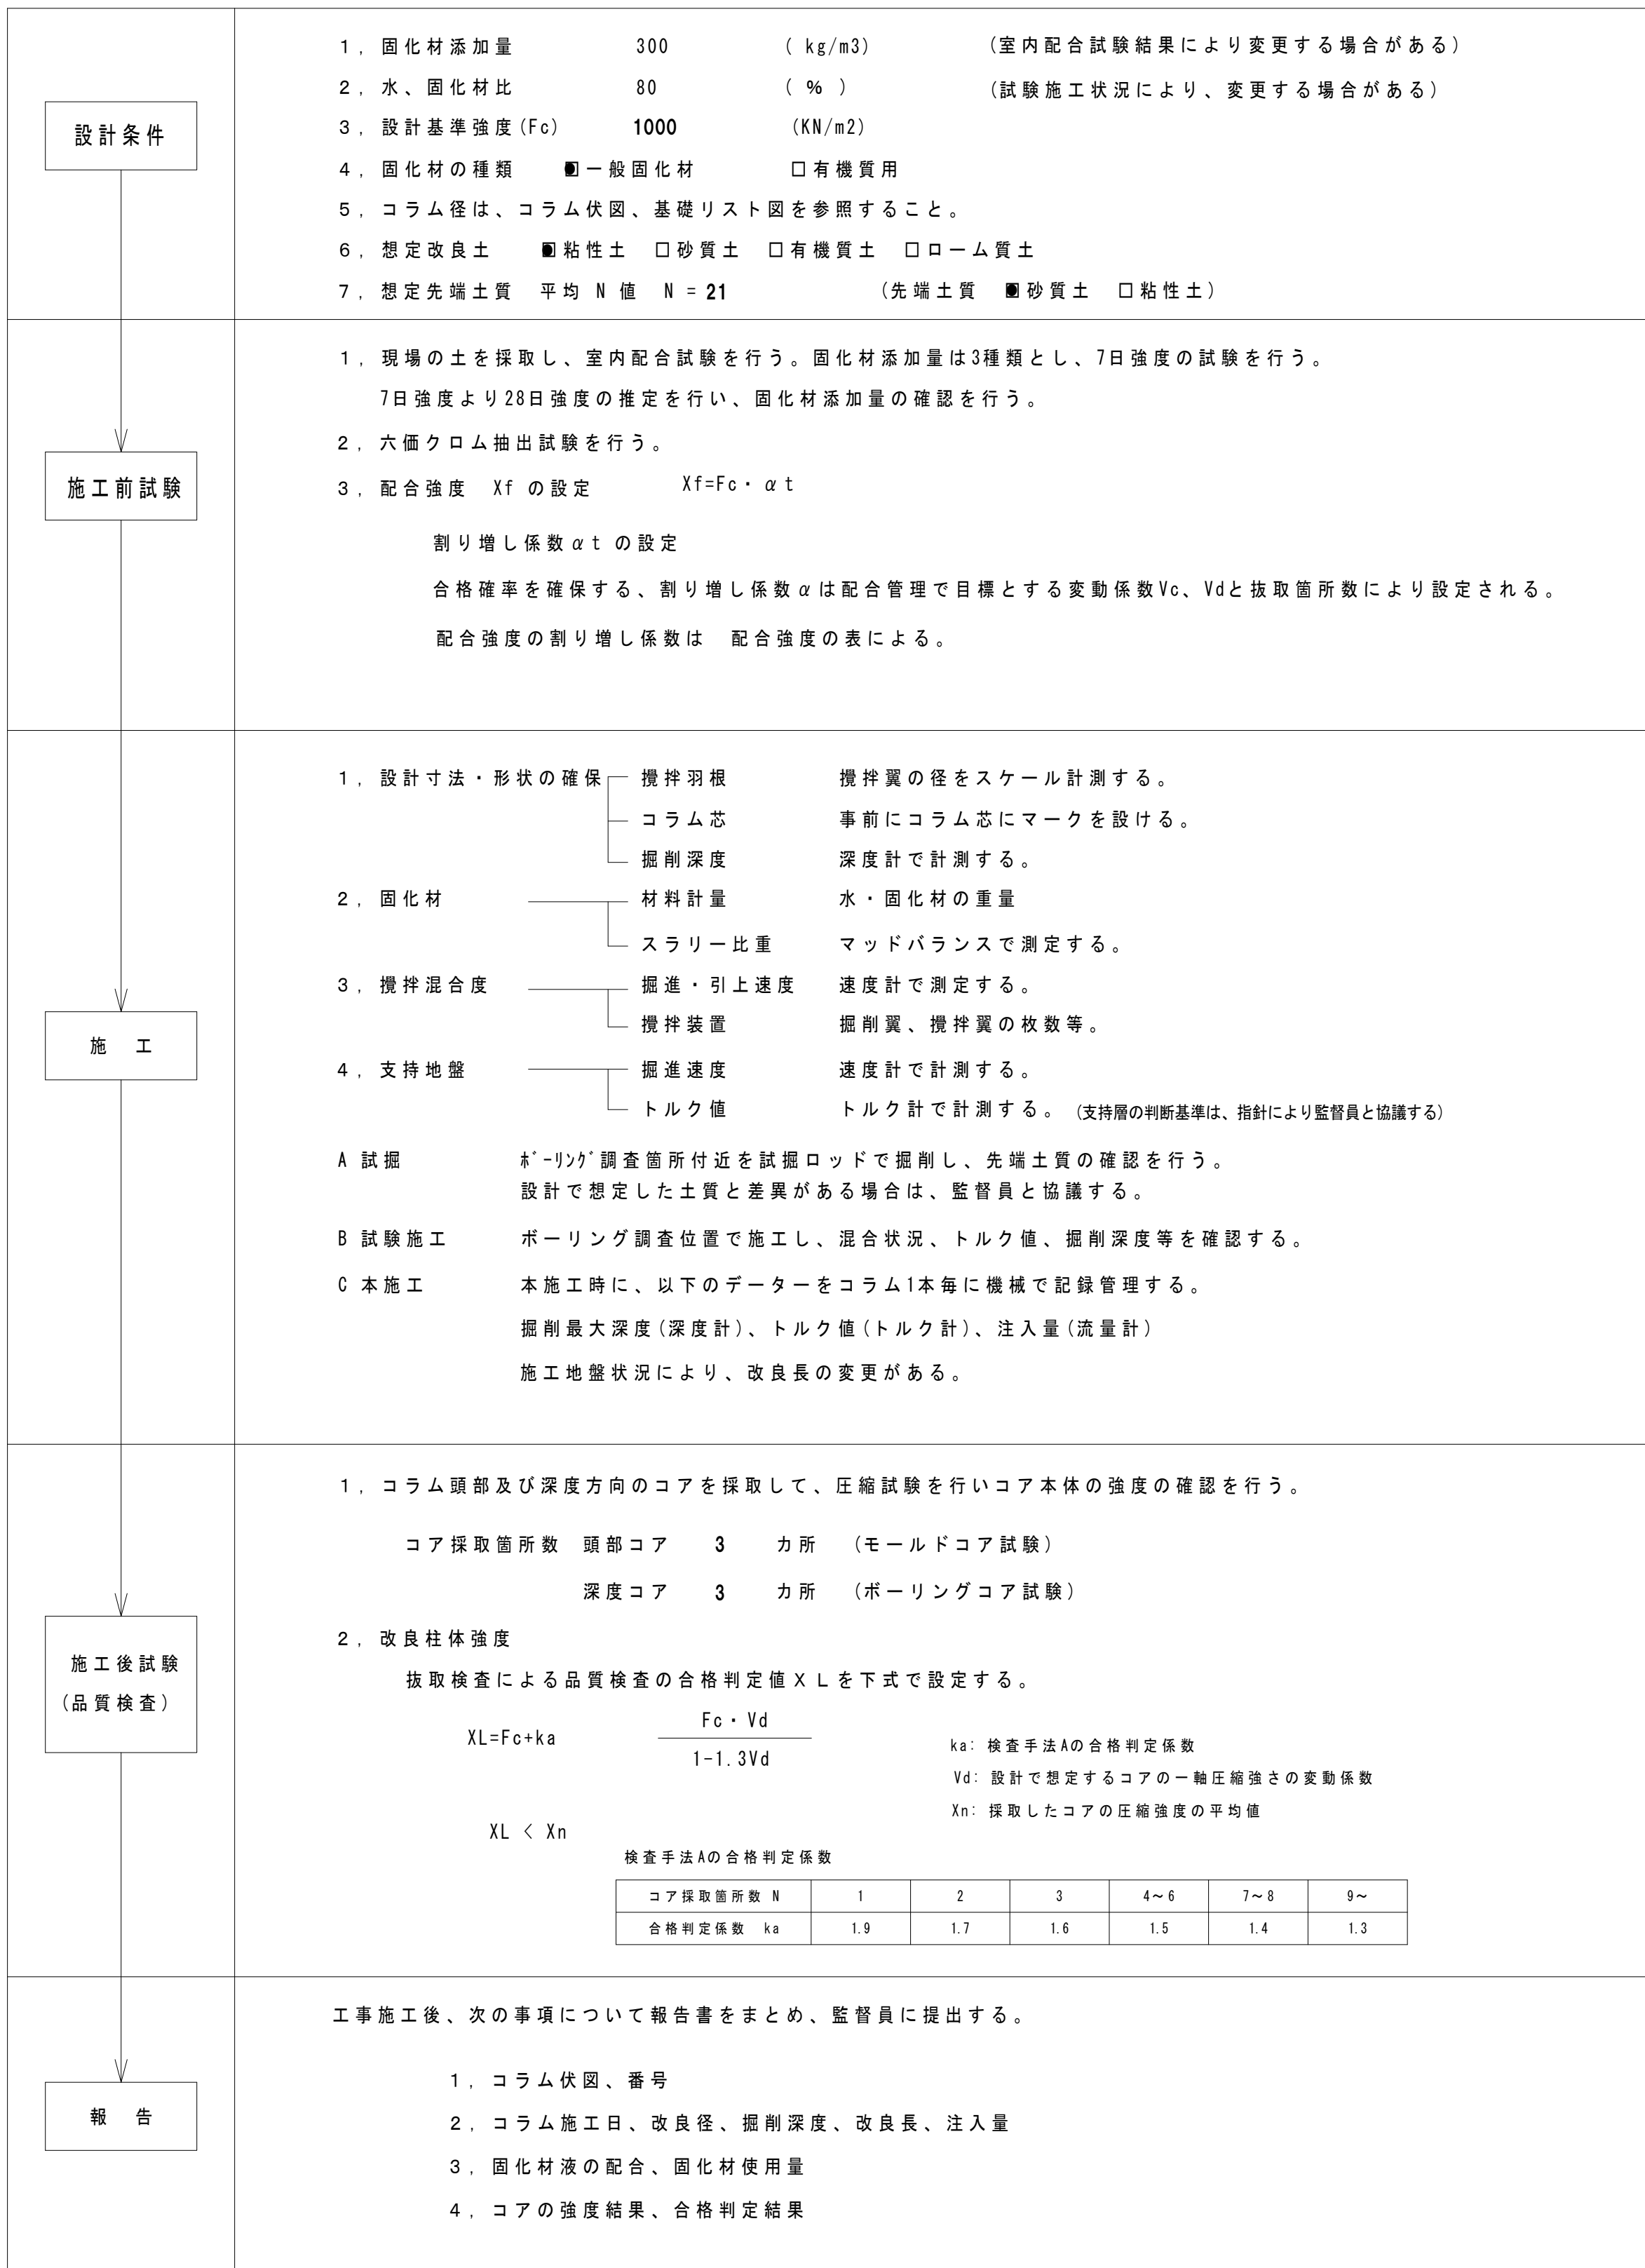 設計条件
1, 固化材添加量 300 (kg/m3) (室内配合試験結果により変更する場合がある)
2, 水、固化材比 80 (%) (試験施工状況により、変更する場合がある)
3, 設計基準強度(Fc) 1000 (KN/m2)
4, 固化材の種類 ■一般固化材 □有機質用
5, コラム径は、コラム伏図、基礎リスト図を参照すること。
6, 想定改良土 ■粘性土 □砂質土 □有機質土 □ローム質土
7, 想定先端土質 平均 N 値 N = 21 (先端土質 ■砂質土 □粘性土)
施工前試験
1, 現場の土を採取し、室内配合試験を行う。固化材添加量は3種類とし、7日強度の試験を行う。
7日強度より28日強度の推定を行い、固化材添加量の確認を行う。
2, 六価クロム抽出試験を行う。
3, 配合強度 Xf の設定 Xf=Fc・αt
割り増し係数αt の設定
合格確率を確保する、割り増し係数αは配合管理で目標とする変動係数Vc、Vdと抜取箇所数により設定される。
配合強度の割り増し係数は 配合強度の表による。
施 工
1, 設計寸法・形状の確保 攪拌羽根 攪拌翼の径をスケール計測する。
コラム芯 事前にコラム芯にマークを設ける。
掘削深度 深度計で計測する。
2, 固化材 材料計量 水・固化材の重量
スラリー比重 マッドバランスで測定する。
3, 攪拌混合度 掘進・引上速度 速度計で測定する。
攪拌装置 掘削翼、攪拌翼の枚数等。
4, 支持地盤 掘進速度 速度計で計測する。
トルク値 トルク計で計測する。 (支持層の判断基準は、指針により監督員と協議する)
A 試掘 ボーリング調査箇所付近を試掘ロッドで掘削し、先端土質の確認を行う。
設計で想定した土質と差異がある場合は、監督員と協議する。
B 試験施工 ボーリング調査位置で施工し、混合状況、トルク値、掘削深度等を確認する。
C 本施工 本施工時に、以下のデーターをコラム1本毎に機械で記録管理する。
掘削最大深度(深度計)、トルク値(トルク計)、注入量(流量計)
施工地盤状況により、改良長の変更がある。
施工後試験
(品質検査)
1, コラム頭部及び深度方向のコアを採取して、圧縮試験を行いコア本体の強度の確認を行う。
コア採取箇所数 頭部コア 3 カ所 (モールドコア試験)
深度コア 3 カ所 (ボーリングコア試験)
2, 改良柱体強度
抜取検査による品質検査の合格判定値XLを下式で設定する。
XL=Fc+ka Fc・Vd
1-1.3Vd
ka: 検査手法Aの合格判定係数
Vd: 設計で想定するコアの一軸圧縮強さの変動係数
Xn: 採取したコアの圧縮強度の平均値
XL < Xn
検査手法Aの合格判定係数
コア採取箇所数 N 1 2 3 4～6 7～8 9～
合格判定係数 ka 1.9 1.7 1.6 1.5 1.4 1.3
報 告
工事施工後、次の事項について報告書をまとめ、監督員に提出する。
1, コラム伏図、番号
2, コラム施工日、改良径、掘削深度、改良長、注入量
3, 固化材液の配合、固化材使用量
4, コアの強度結果、合格判定結果